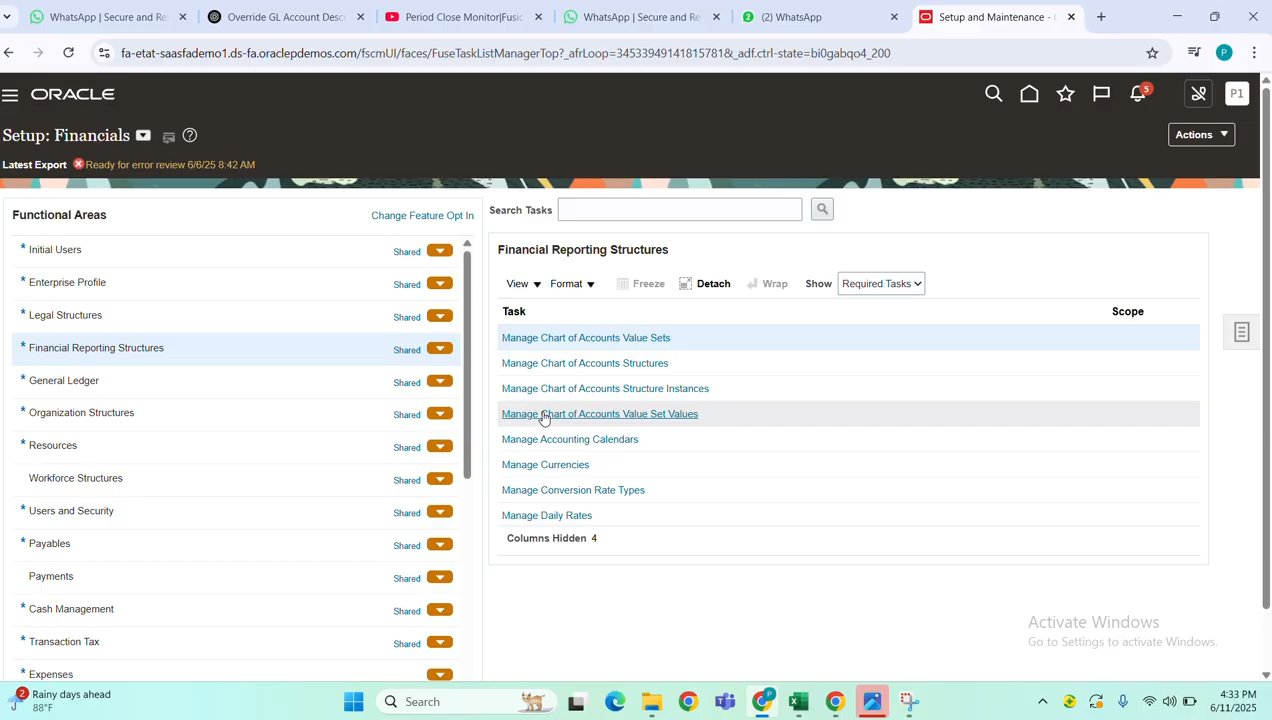 WhatsApp | Secure and Re
Override GL Account Desc
Period Close Monitor|Fusi
WhatsApp | Secure and Re
2 (2) WhatsApp
Setup and Maintenance -
fa-etat-saasfademo1.ds-fa.oraclepdemos.com/fscmUI/faces/FuseTaskListManagerTop?_afrLoop=34533949141815781&_adf.ctrl-state=bi0gabqo4_200
P
ORACLE
5
P1
Setup: Financials
Actions
Latest Export Ready for error review 6/6/25 8:42 AM
Functional Areas
Change Feature Opt In
* Initial Users Shared
* Enterprise Profile Shared
* Legal Structures Shared
* Financial Reporting Structures Shared
* General Ledger Shared
* Organization Structures Shared
* Resources Shared
Workforce Structures Shared
* Users and Security Shared
* Payables Shared
Payments Shared
* Cash Management Shared
* Transaction Tax Shared
* Expenses
Search Tasks
Financial Reporting Structures
View Format Freeze Detach Wrap Show Required Tasks
Task Scope
Manage Chart of Accounts Value Sets
Manage Chart of Accounts Structures
Manage Chart of Accounts Structure Instances
Manage Chart of Accounts Value Set Values
Manage Accounting Calendars
Manage Currencies
Manage Conversion Rate Types
Manage Daily Rates
Columns Hidden 4
Activate Windows
Go to Settings to activate Windows.
2 Rainy days ahead
88°F
Search
4:33 PM
6/11/2025